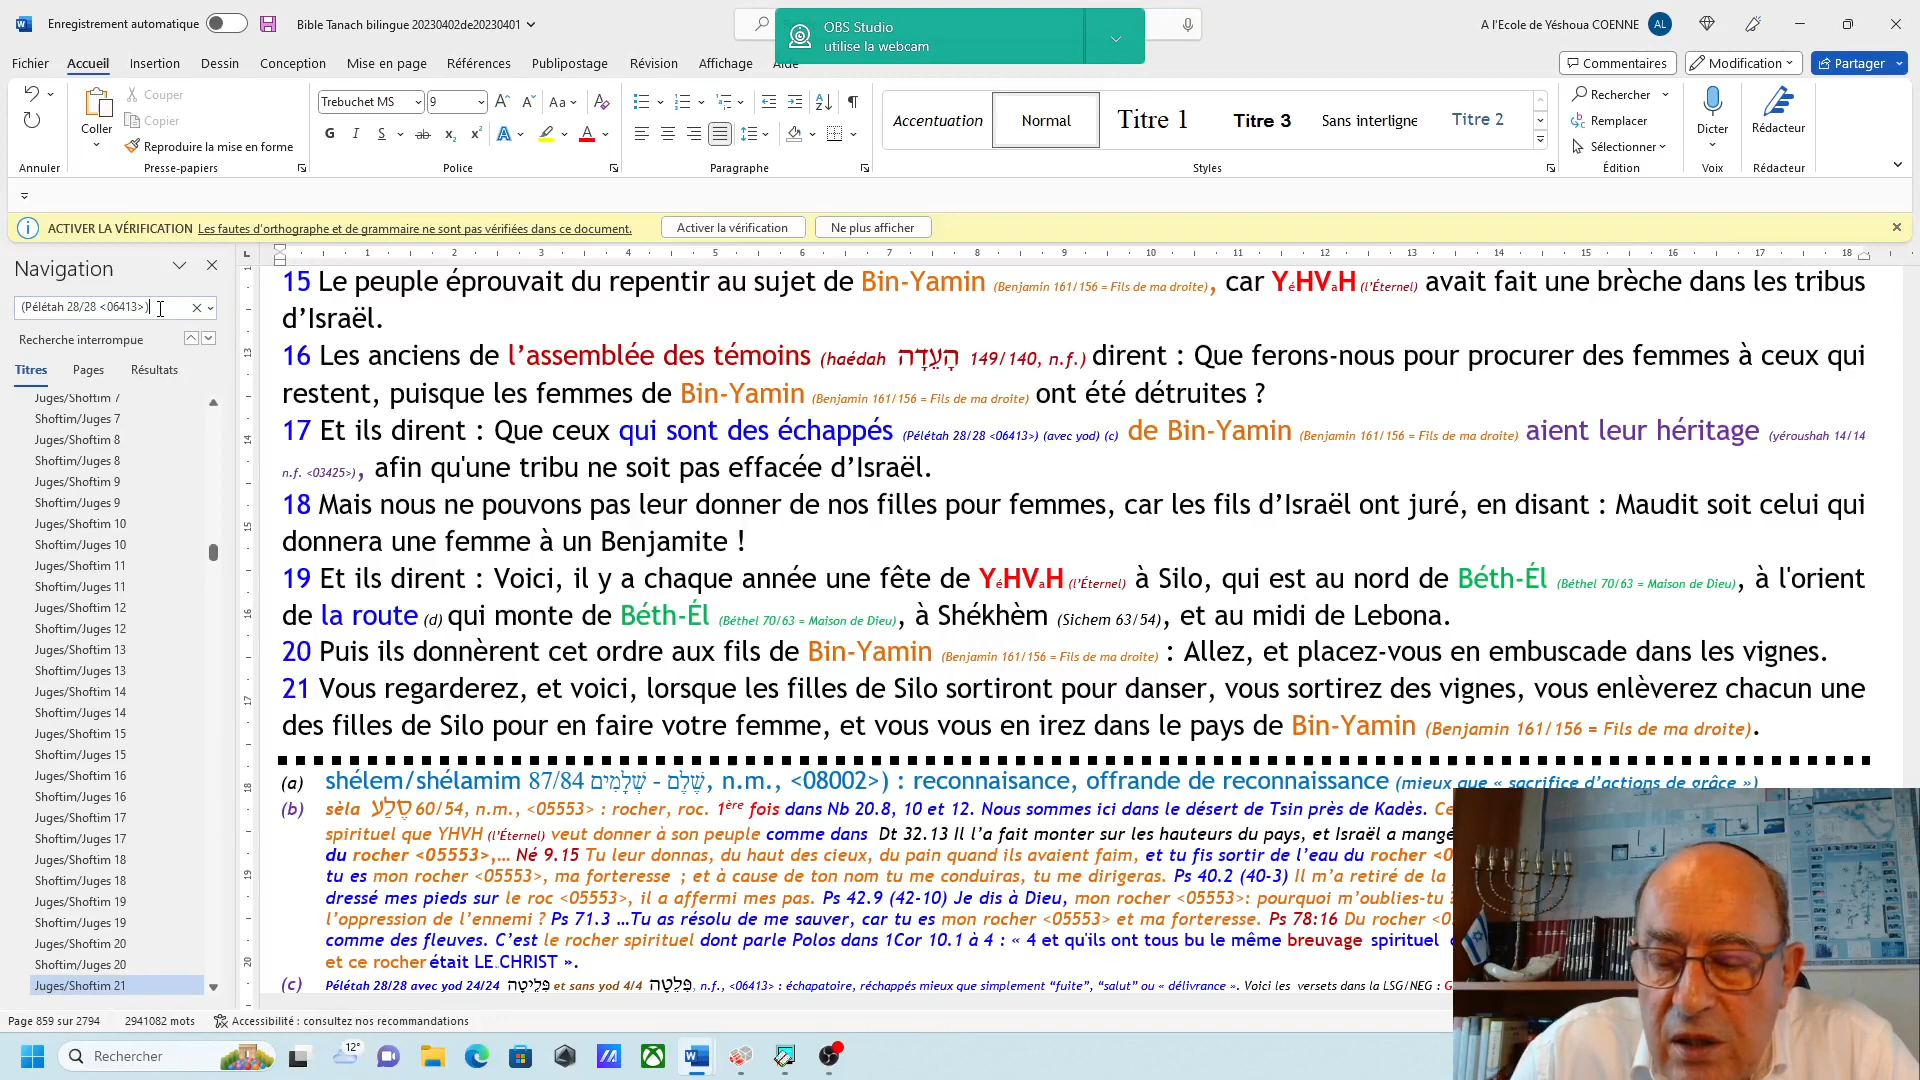 Enregistrement automatique
Bible Tanach bilingue 20230402de20230401
OBS Studio
utilise la webcam
A l'Ecole de Yéshoua COENNE
AL
Fichier Accueil Insertion Dessin Conception Mise en page Références Publipostage Révision Affichage Aide
Commentaires
Modification
Partager
Coller
Couper
Copier
Reproduire la mise en forme
Trebuchet MS
9
Accentuation
Normal
Titre 1
Titre 3
Sans interligne
Titre 2
Rechercher
Remplacer
Sélectionner
Dicter
Rédacteur
Annuler
Presse-papiers
Police
Paragraphe
Styles
Édition
Voix
Rédacteur
ACTIVER LA VÉRIFICATION Les fautes d'orthographe et de grammaire ne sont pas vérifiées dans ce document.
Activer la vérification
Ne plus afficher
Navigation
(Pélétah 28/28 <06413>)
Recherche interrompue
Titres Pages Résultats
Juges/Shoftim 7
Shoftim/Juges 7
Juges/Shoftim 8
Shoftim/Juges 8
Juges/Shoftim 9
Shoftim/Juges 9
Juges/Shoftim 10
Shoftim/Juges 10
Juges/Shoftim 11
Shoftim/Juges 11
Juges/Shoftim 12
Shoftim/Juges 12
Juges/Shoftim 13
Shoftim/Juges 13
Juges/Shoftim 14
Shoftim/Juges 14
Juges/Shoftim 15
Shoftim/Juges 15
Juges/Shoftim 16
Shoftim/Juges 16
Juges/Shoftim 17
Shoftim/Juges 17
Juges/Shoftim 18
Shoftim/Juges 18
Juges/Shoftim 19
Shoftim/Juges 19
Juges/Shoftim 20
Shoftim/Juges 20
Juges/Shoftim 21
15 Le peuple éprouvait du repentir au sujet de Bin-Yamin (Benjamin 161/156 = Fils de ma droite), car YéHVaH (l'Éternel) avait fait une brèche dans les tribus
d'Israël.
16 Les anciens de l'assemblée des témoins (haédah הָעֵדָה 149/140, n.f.) dirent : Que ferons-nous pour procurer des femmes à ceux qui
restent, puisque les femmes de Bin-Yamin (Benjamin 161/156 = Fils de ma droite) ont été détruites ?
17 Et ils dirent : Que ceux qui sont des échappés (Pélétah 28/28 <06413>) (avec yod) (c) de Bin-Yamin (Benjamin 161/156 = Fils de ma droite) aient leur héritage (yéroushah 14/14
n.f. <03425>), afin qu'une tribu ne soit pas effacée d'Israël.
18 Mais nous ne pouvons pas leur donner de nos filles pour femmes, car les fils d'Israël ont juré, en disant : Maudit soit celui qui
donnera une femme à un Benjamite !
19 Et ils dirent : Voici, il y a chaque année une fête de YéHVaH (l'Éternel) à Silo, qui est au nord de Béth-Él (Béthel 70/63 = Maison de Dieu), à l'orient
de la route (d) qui monte de Béth-Él (Béthel 70/63 = Maison de Dieu), à Shékhèm (Sichem 63/54), et au midi de Lebona.
20 Puis ils donnèrent cet ordre aux fils de Bin-Yamin (Benjamin 161/156 = Fils de ma droite) : Allez, et placez-vous en embuscade dans les vignes.
21 Vous regarderez, et voici, lorsque les filles de Silo sortiront pour danser, vous sortirez des vignes, vous enlèverez chacun une
des filles de Silo pour en faire votre femme, et vous vous en irez dans le pays de Bin-Yamin (Benjamin 161/156 = Fils de ma droite).
(a) shélem/shélamim 87/84 שֶׁלֶם - שְׁלָמִים, n.m., <08002>) : reconnaisance, offrande de reconnaissance (mieux que « sacrifice d'actions de grâce »)
(b) sèla סֶלַע 60/54, n.m., <05553> : rocher, roc. 1ère fois dans Nb 20.8, 10 et 12. Nous sommes ici dans le désert de Tsin près de Kadès. Ce
spirituel que YHVH (l'Éternel) veut donner à son peuple comme dans Dt 32.13 Il l'a fait monter sur les hauteurs du pays, et Israël a mangé
du rocher <05553>,... Né 9.15 Tu leur donnas, du haut des cieux, du pain quand ils avaient faim, et tu fis sortir de l'eau du rocher <0
tu es mon rocher <05553>, ma forteresse ; et à cause de ton nom tu me conduiras, tu me dirigeras. Ps 40.2 (40-3) Il m'a retiré de la
dressé mes pieds sur le roc <05553>, il a affermi mes pas. Ps 42.9 (42-10) Je dis à Dieu, mon rocher <05553>: pourquoi m'oublies-tu ?
l'oppression de l'ennemi ? Ps 71.3 ...Tu as résolu de me sauver, car tu es mon rocher <05553> et ma forteresse. Ps 78:16 Du rocher <0
comme des fleuves. C'est le rocher spirituel dont parle Polos dans 1Cor 10.1 à 4 : « 4 et qu'ils ont tous bu le même breuvage spirituel
et ce rocher était LE CHRIST ».
(c) Pélétah 28/28 avec yod 24/24 פְּלֵיטָה et sans yod 4/4 פְּלֵטָה, n.f., <06413> : échapatoire, réchappés mieux que simplement "fuite", "salut" ou « délivrance ». Voici les versets dans la LSG/NEG : G
Page 859 sur 2794 2941082 mots Accessibilité : consultez nos recommandations
Rechercher
12°